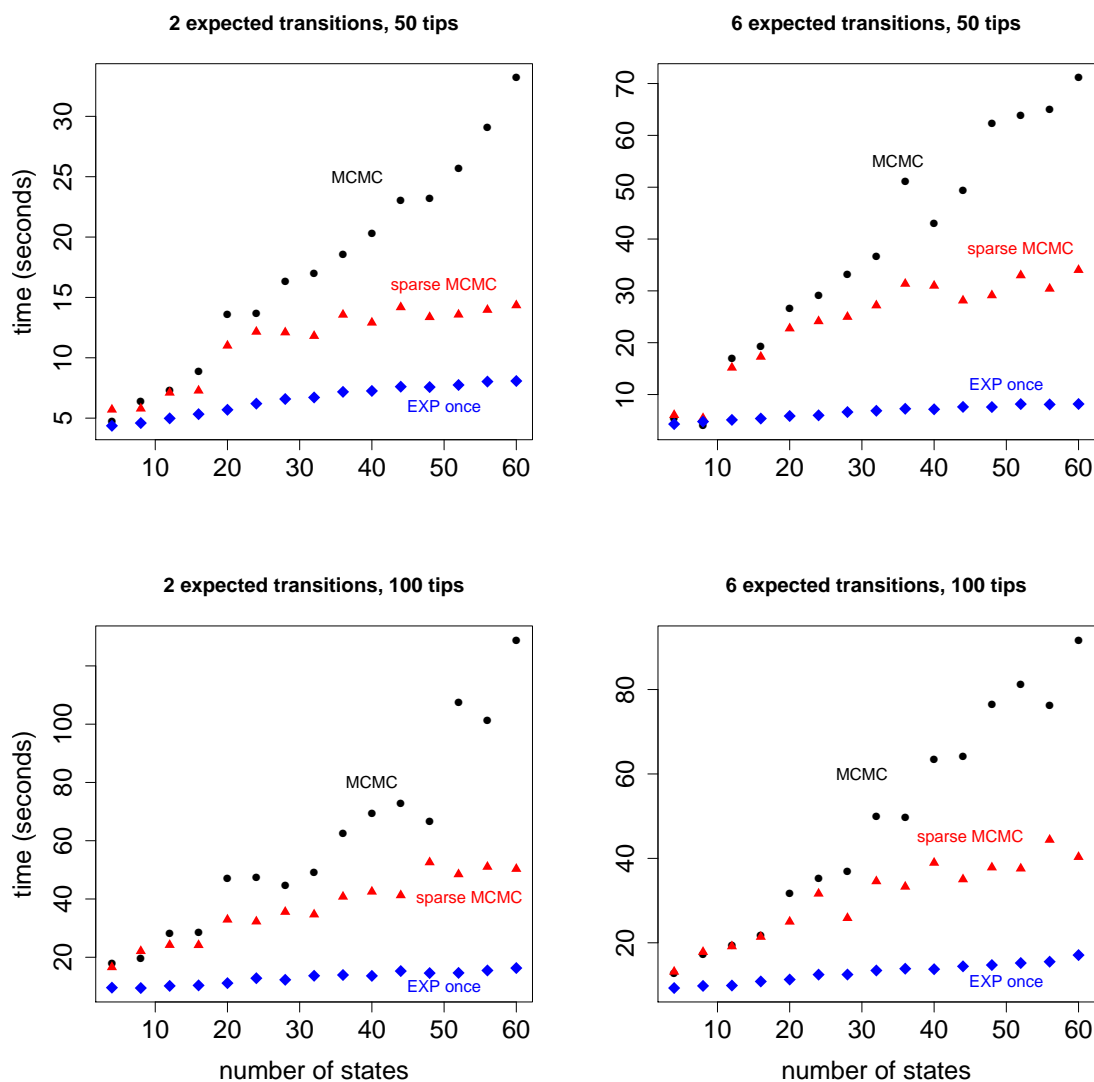 2 expected transitions, 50 tips
time (seconds)
5
10
15
20
25
30
MCMC
sparse MCMC
EXP once
10 20 30 40 50 60
6 expected transitions, 50 tips
10
20
30
40
50
60
70
MCMC
sparse MCMC
EXP once
10 20 30 40 50 60
2 expected transitions, 100 tips
time (seconds)
20
40
60
80
100
MCMC
sparse MCMC
EXP once
10 20 30 40 50 60
number of states
6 expected transitions, 100 tips
20
40
60
80
MCMC
sparse MCMC
EXP once
10 20 30 40 50 60
number of states